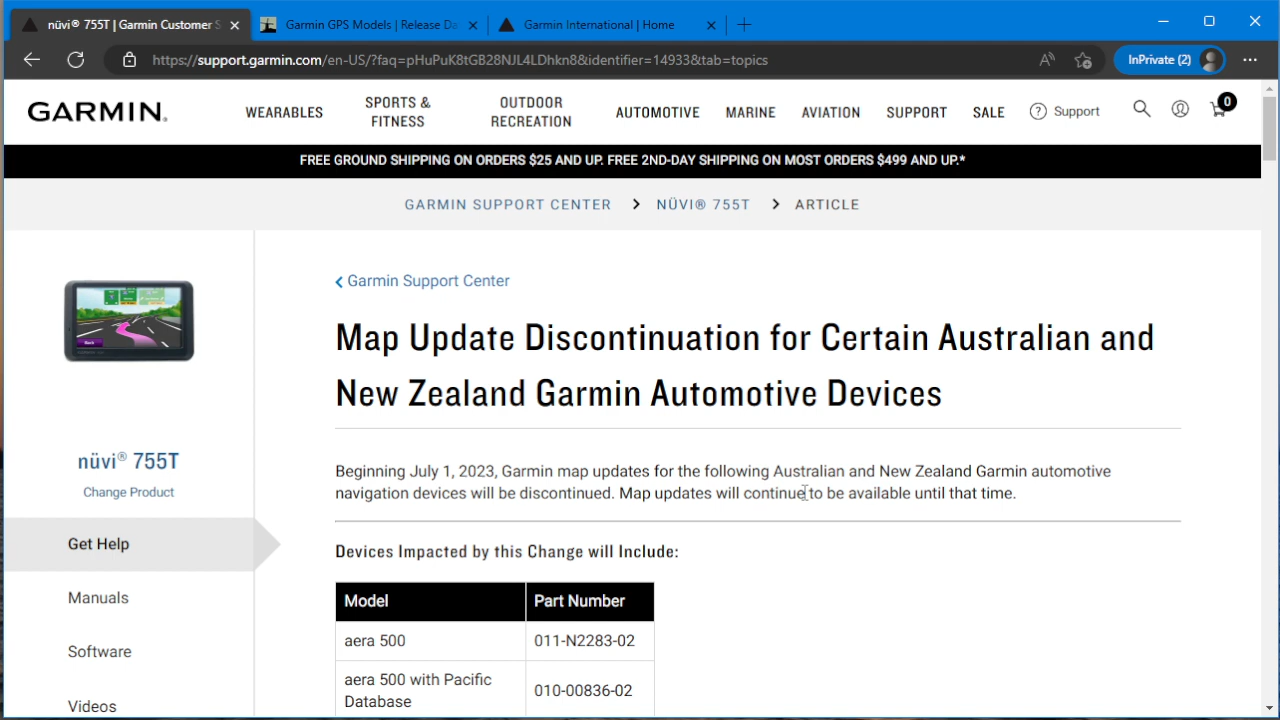 nüvi® 755T | Garmin Customer S
Garmin GPS Models | Release Da
Garmin International | Home
https://support.garmin.com/en-US/?faq=pHuPuK8tGB28NJL4LDhkn8&identifier=14933&tab=topics
InPrivate (2)
GARMIN.
WEARABLES
SPORTS &
FITNESS
OUTDOOR
RECREATION
AUTOMOTIVE
MARINE
AVIATION
SUPPORT
SALE
Support
0
FREE GROUND SHIPPING ON ORDERS $25 AND UP. FREE 2ND-DAY SHIPPING ON MOST ORDERS $499 AND UP.*
GARMIN SUPPORT CENTER > NÜVI® 755T > ARTICLE
nüvi® 755T
Change Product
Get Help
Manuals
Software
Videos
Garmin Support Center
Map Update Discontinuation for Certain Australian and
New Zealand Garmin Automotive Devices
Beginning July 1, 2023, Garmin map updates for the following Australian and New Zealand Garmin automotive
navigation devices will be discontinued. Map updates will continue to be available until that time.
Devices Impacted by this Change will Include:
Model Part Number
aera 500 011-N2283-02
aera 500 with Pacific
Database 010-00836-02